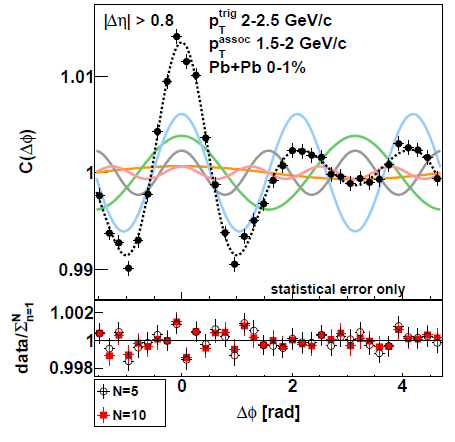 |Δη| > 0.8
p_T^trig 2-2.5 GeV/c
p_T^assoc 1.5-2 GeV/c
Pb+Pb 0-1%
C(Δϕ)
1.01
1
0.99
statistical error only
data/Σ^N_n=1
1.002
1
0.998
0
2
4
N=5
N=10
Δϕ [rad]